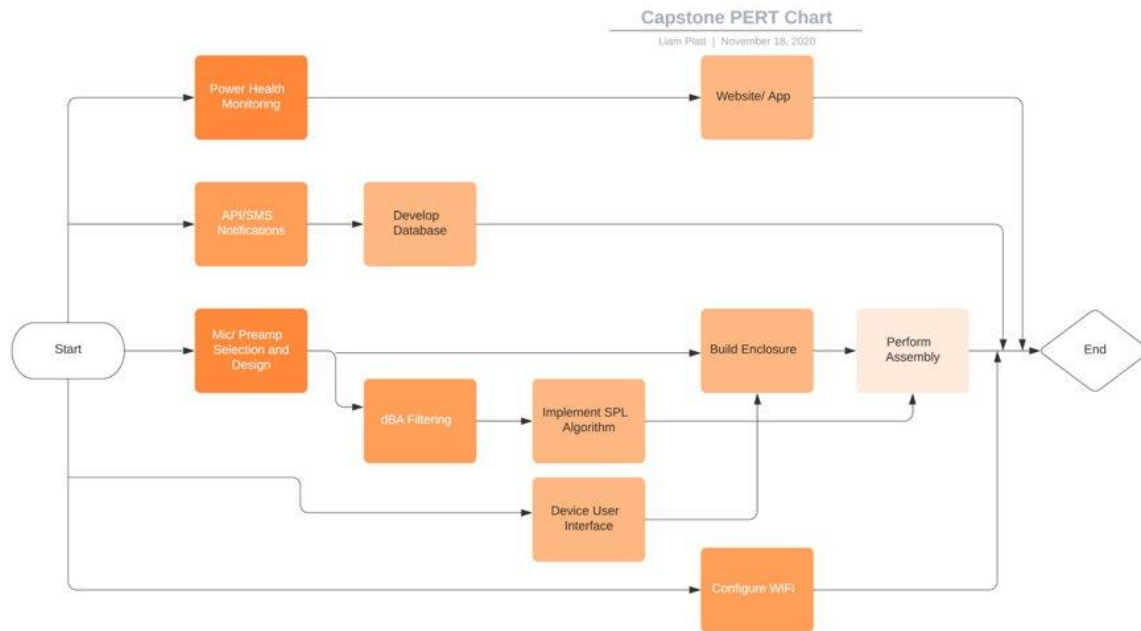 Capstone PERT Chart
Liam Platt | November 18, 2020
Power Health
Monitoring
Website/ App
API/SMS
Notifications
Develop
Database
Start
Mic/ Preamp
Selection and
Design
Build Enclosure
Perform
Assembly
End
dBA Filtering
Implement SPL
Algorithm
Device User
Interface
Configure WiFi